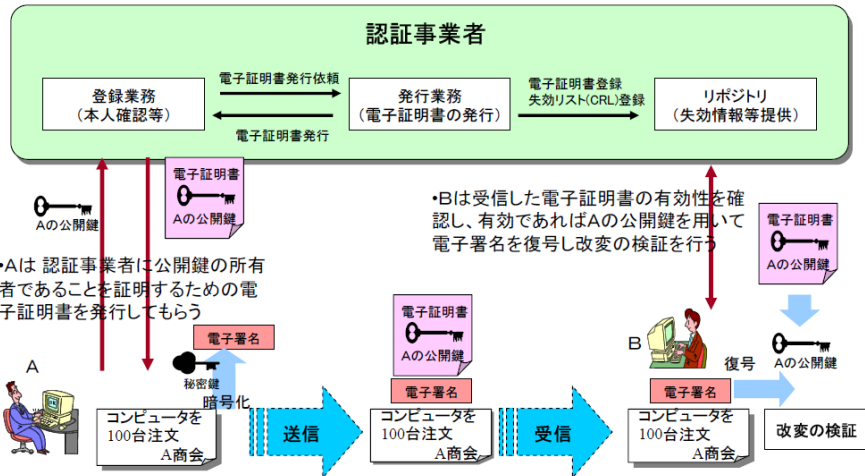 認証事業者
登録業務
(本人確認等)
電子証明書発行依頼
電子証明書発行
発行業務
(電子証明書の発行)
電子証明書登録
失効リスト(CRL)登録
リポジトリ
(失効情報等提供)
Aの公開鍵
電子証明書
Aの公開鍵
•Aは 認証事業者に公開鍵の所有
者であることを証明するための電
子証明書を発行してもらう
•Bは受信した電子証明書の有効性を確
認し、有効であればAの公開鍵を用いて
電子署名を復号し改変の検証を行う
電子証明書
Aの公開鍵
A
電子署名
秘密鍵
暗号化
コンピュータを
100台注文
A商会
送信
電子証明書
Aの公開鍵
電子署名
コンピュータを
100台注文
A商会
受信
B
電子署名
コンピュータを
100台注文
A商会
復号
Aの公開鍵
改変の検証